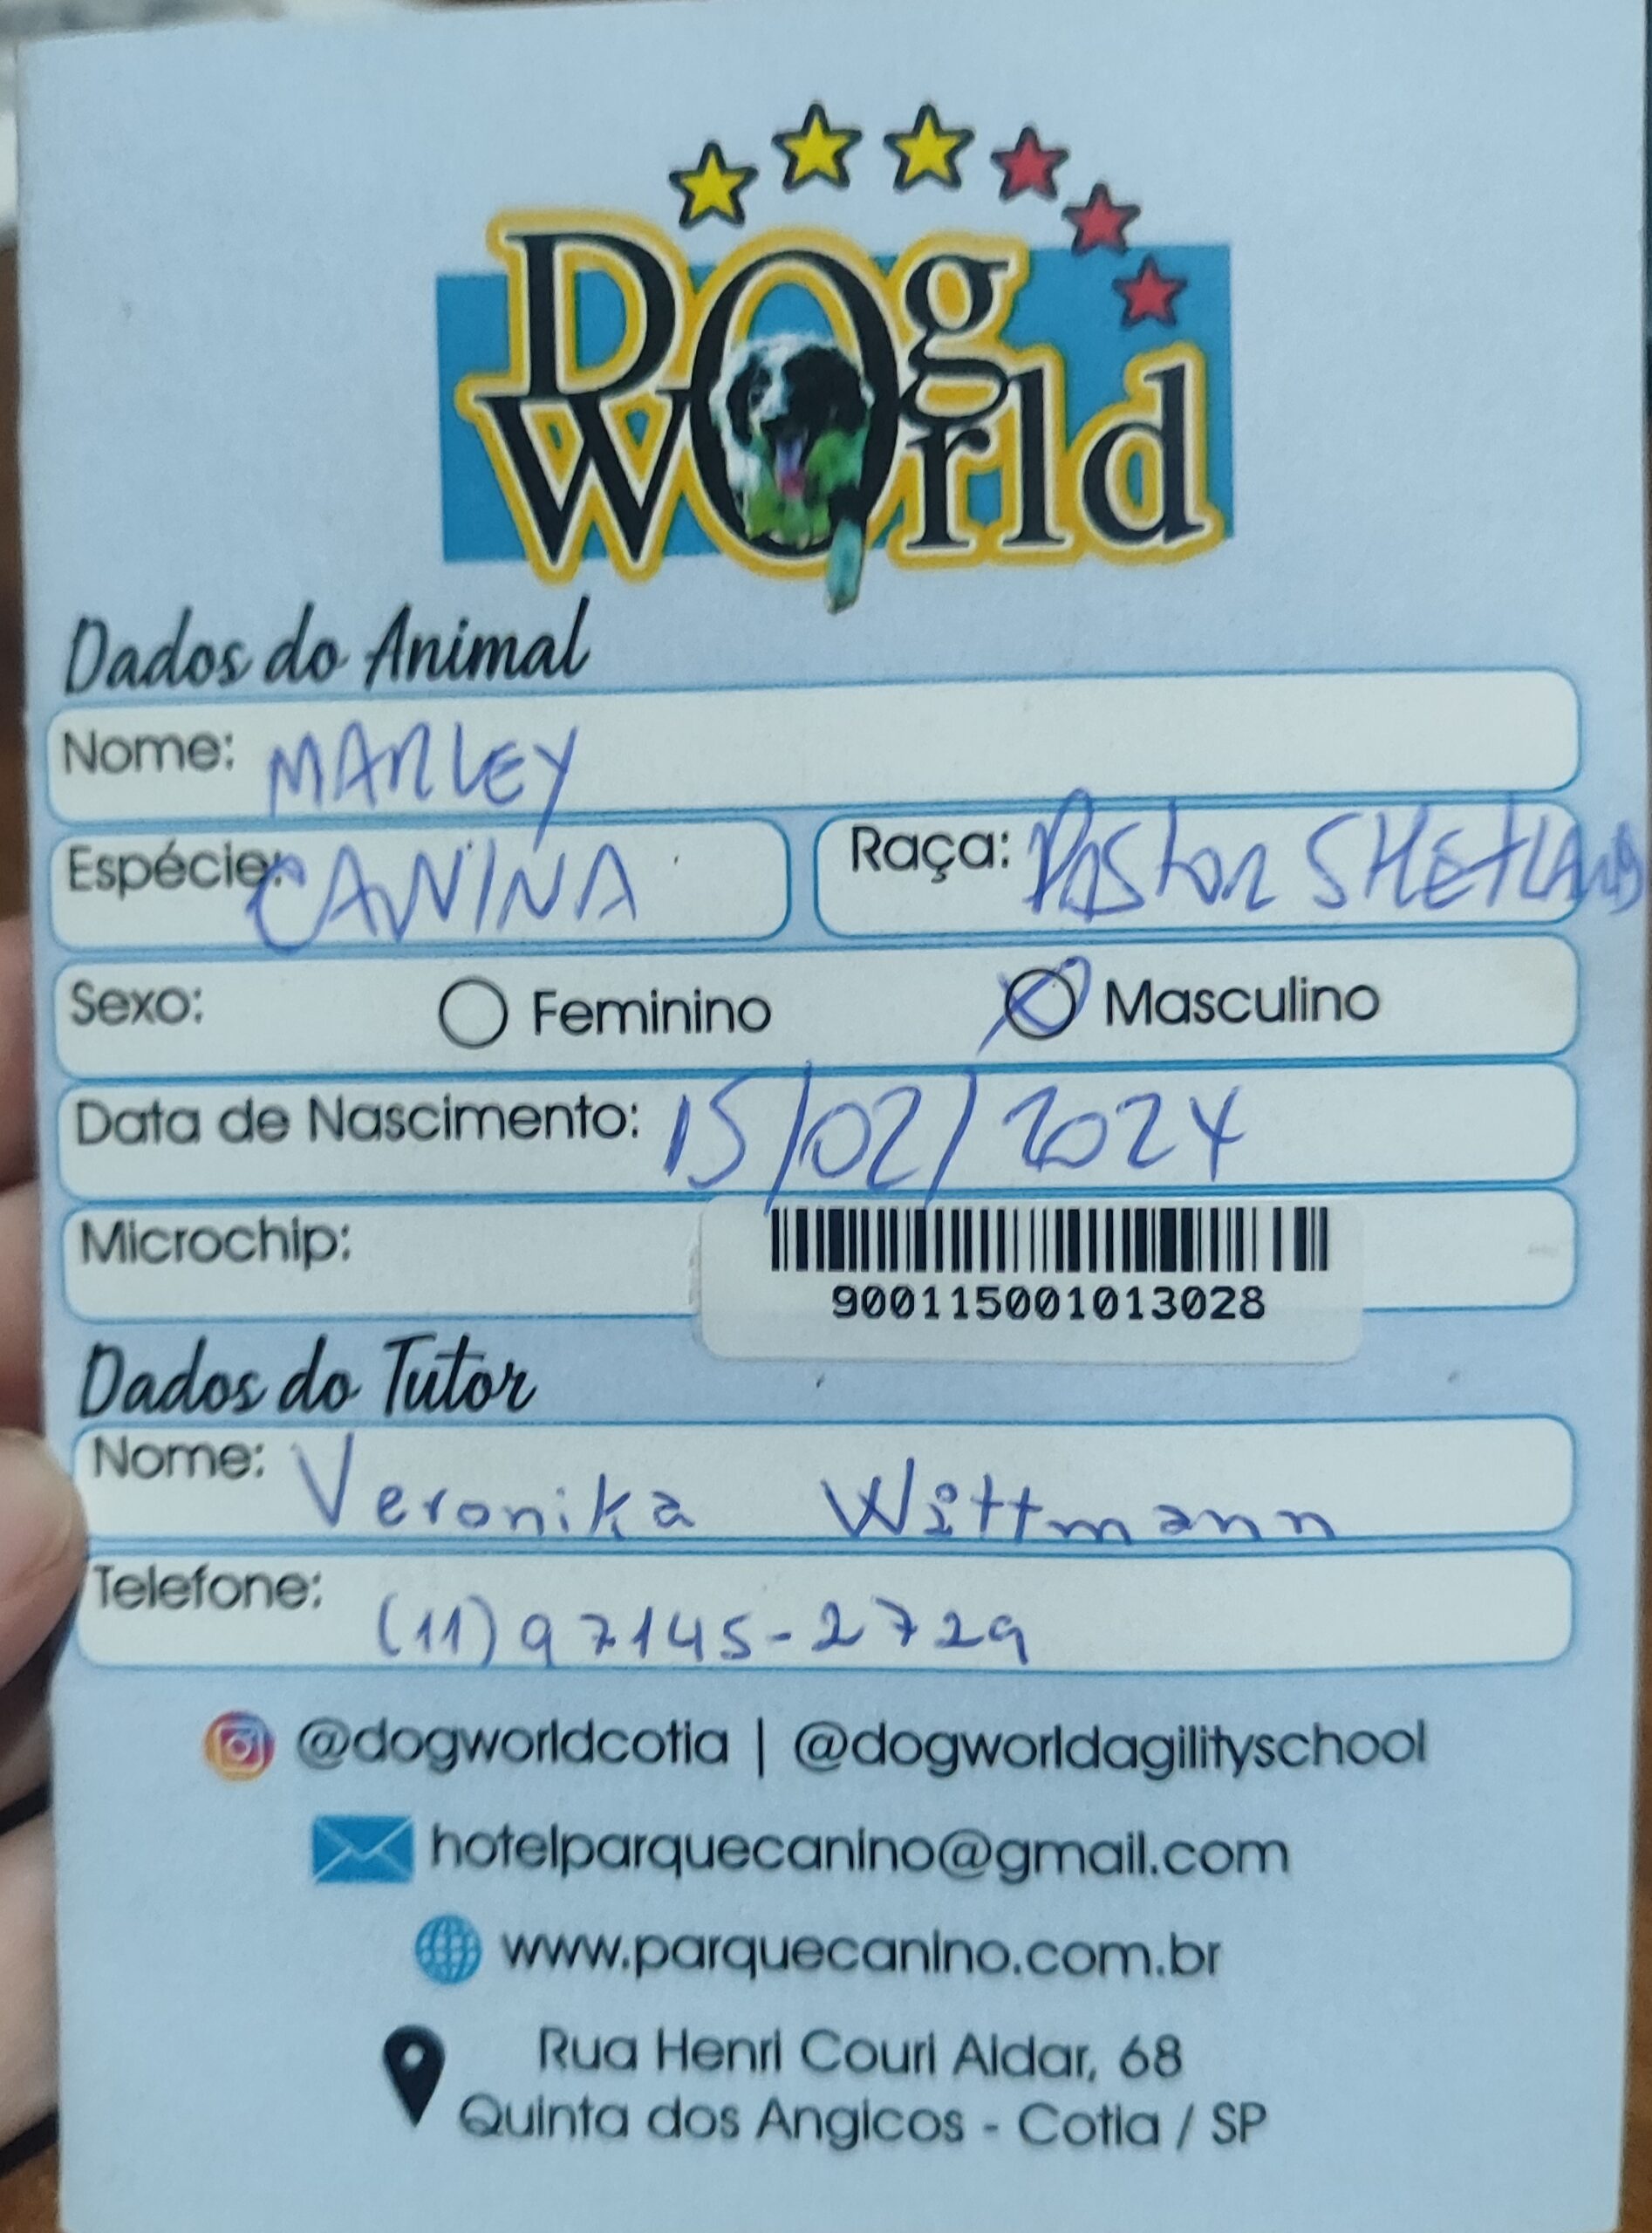 Dog
World
Dados do Animal
Nome: MARLEY
Espécie: CANINA Raça: PASTOR SHETLAND
Sexo: Feminino Masculino
Data de Nascimento: 15/02/2024
Microchip:
900115001013028
Dados do Tutor
Nome: Veronika Wittmann
Telefone: (11) 97145-2729
@dogworldcotia | @dogworldagilityschool
hotelparquecanino@gmail.com
www.parquecanino.com.br
Rua Henri Couri Aidar, 68
Quinta dos Angicos - Cotia / SP